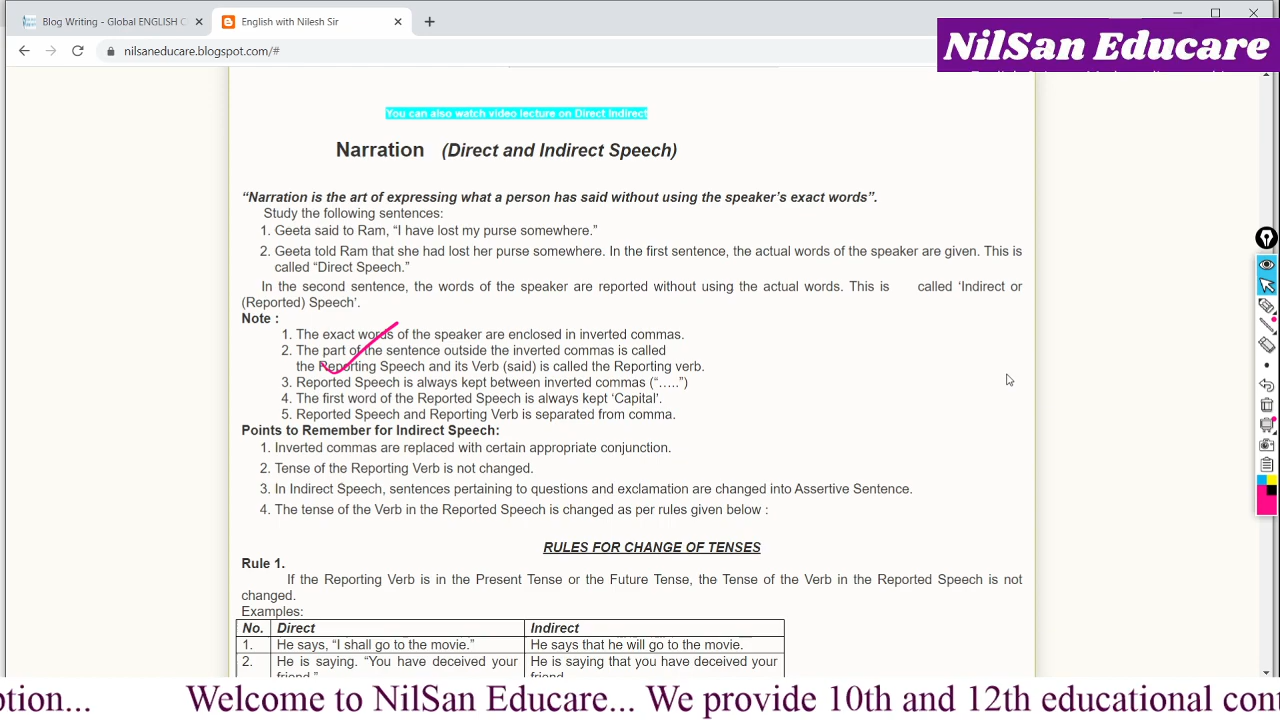 Blog Writing - Global ENGLISH C
English with Nilesh Sir
nilsaneducare.blogspot.com/#
NilSan Educare
You can also watch video lecture on Direct Indirect
Narration (Direct and Indirect Speech)
“Narration is the art of expressing what a person has said without using the speaker’s exact words”.
Study the following sentences:
1. Geeta said to Ram, “I have lost my purse somewhere.”
2. Geeta told Ram that she had lost her purse somewhere. In the first sentence, the actual words of the speaker are given. This is
called “Direct Speech.”
In the second sentence, the words of the speaker are reported without using the actual words. This is called ‘Indirect or
(Reported) Speech’.
Note :
1. The exact words of the speaker are enclosed in inverted commas.
2. The part of the sentence outside the inverted commas is called
the Reporting Speech and its Verb (said) is called the Reporting verb.
3. Reported Speech is always kept between inverted commas (“…..”)
4. The first word of the Reported Speech is always kept ‘Capital’.
5. Reported Speech and Reporting Verb is separated from comma.
Points to Remember for Indirect Speech:
1. Inverted commas are replaced with certain appropriate conjunction.
2. Tense of the Reporting Verb is not changed.
3. In Indirect Speech, sentences pertaining to questions and exclamation are changed into Assertive Sentence.
4. The tense of the Verb in the Reported Speech is changed as per rules given below :
RULES FOR CHANGE OF TENSES
Rule 1.
If the Reporting Verb is in the Present Tense or the Future Tense, the Tense of the Verb in the Reported Speech is not
changed.
Examples:
No. Direct Indirect
1. He says, “I shall go to the movie.” He says that he will go to the movie.
2. He is saying. “You have deceived your He is saying that you have deceived your
friend.” friend.
ption... Welcome to NilSan Educare... We provide 10th and 12th educational cont